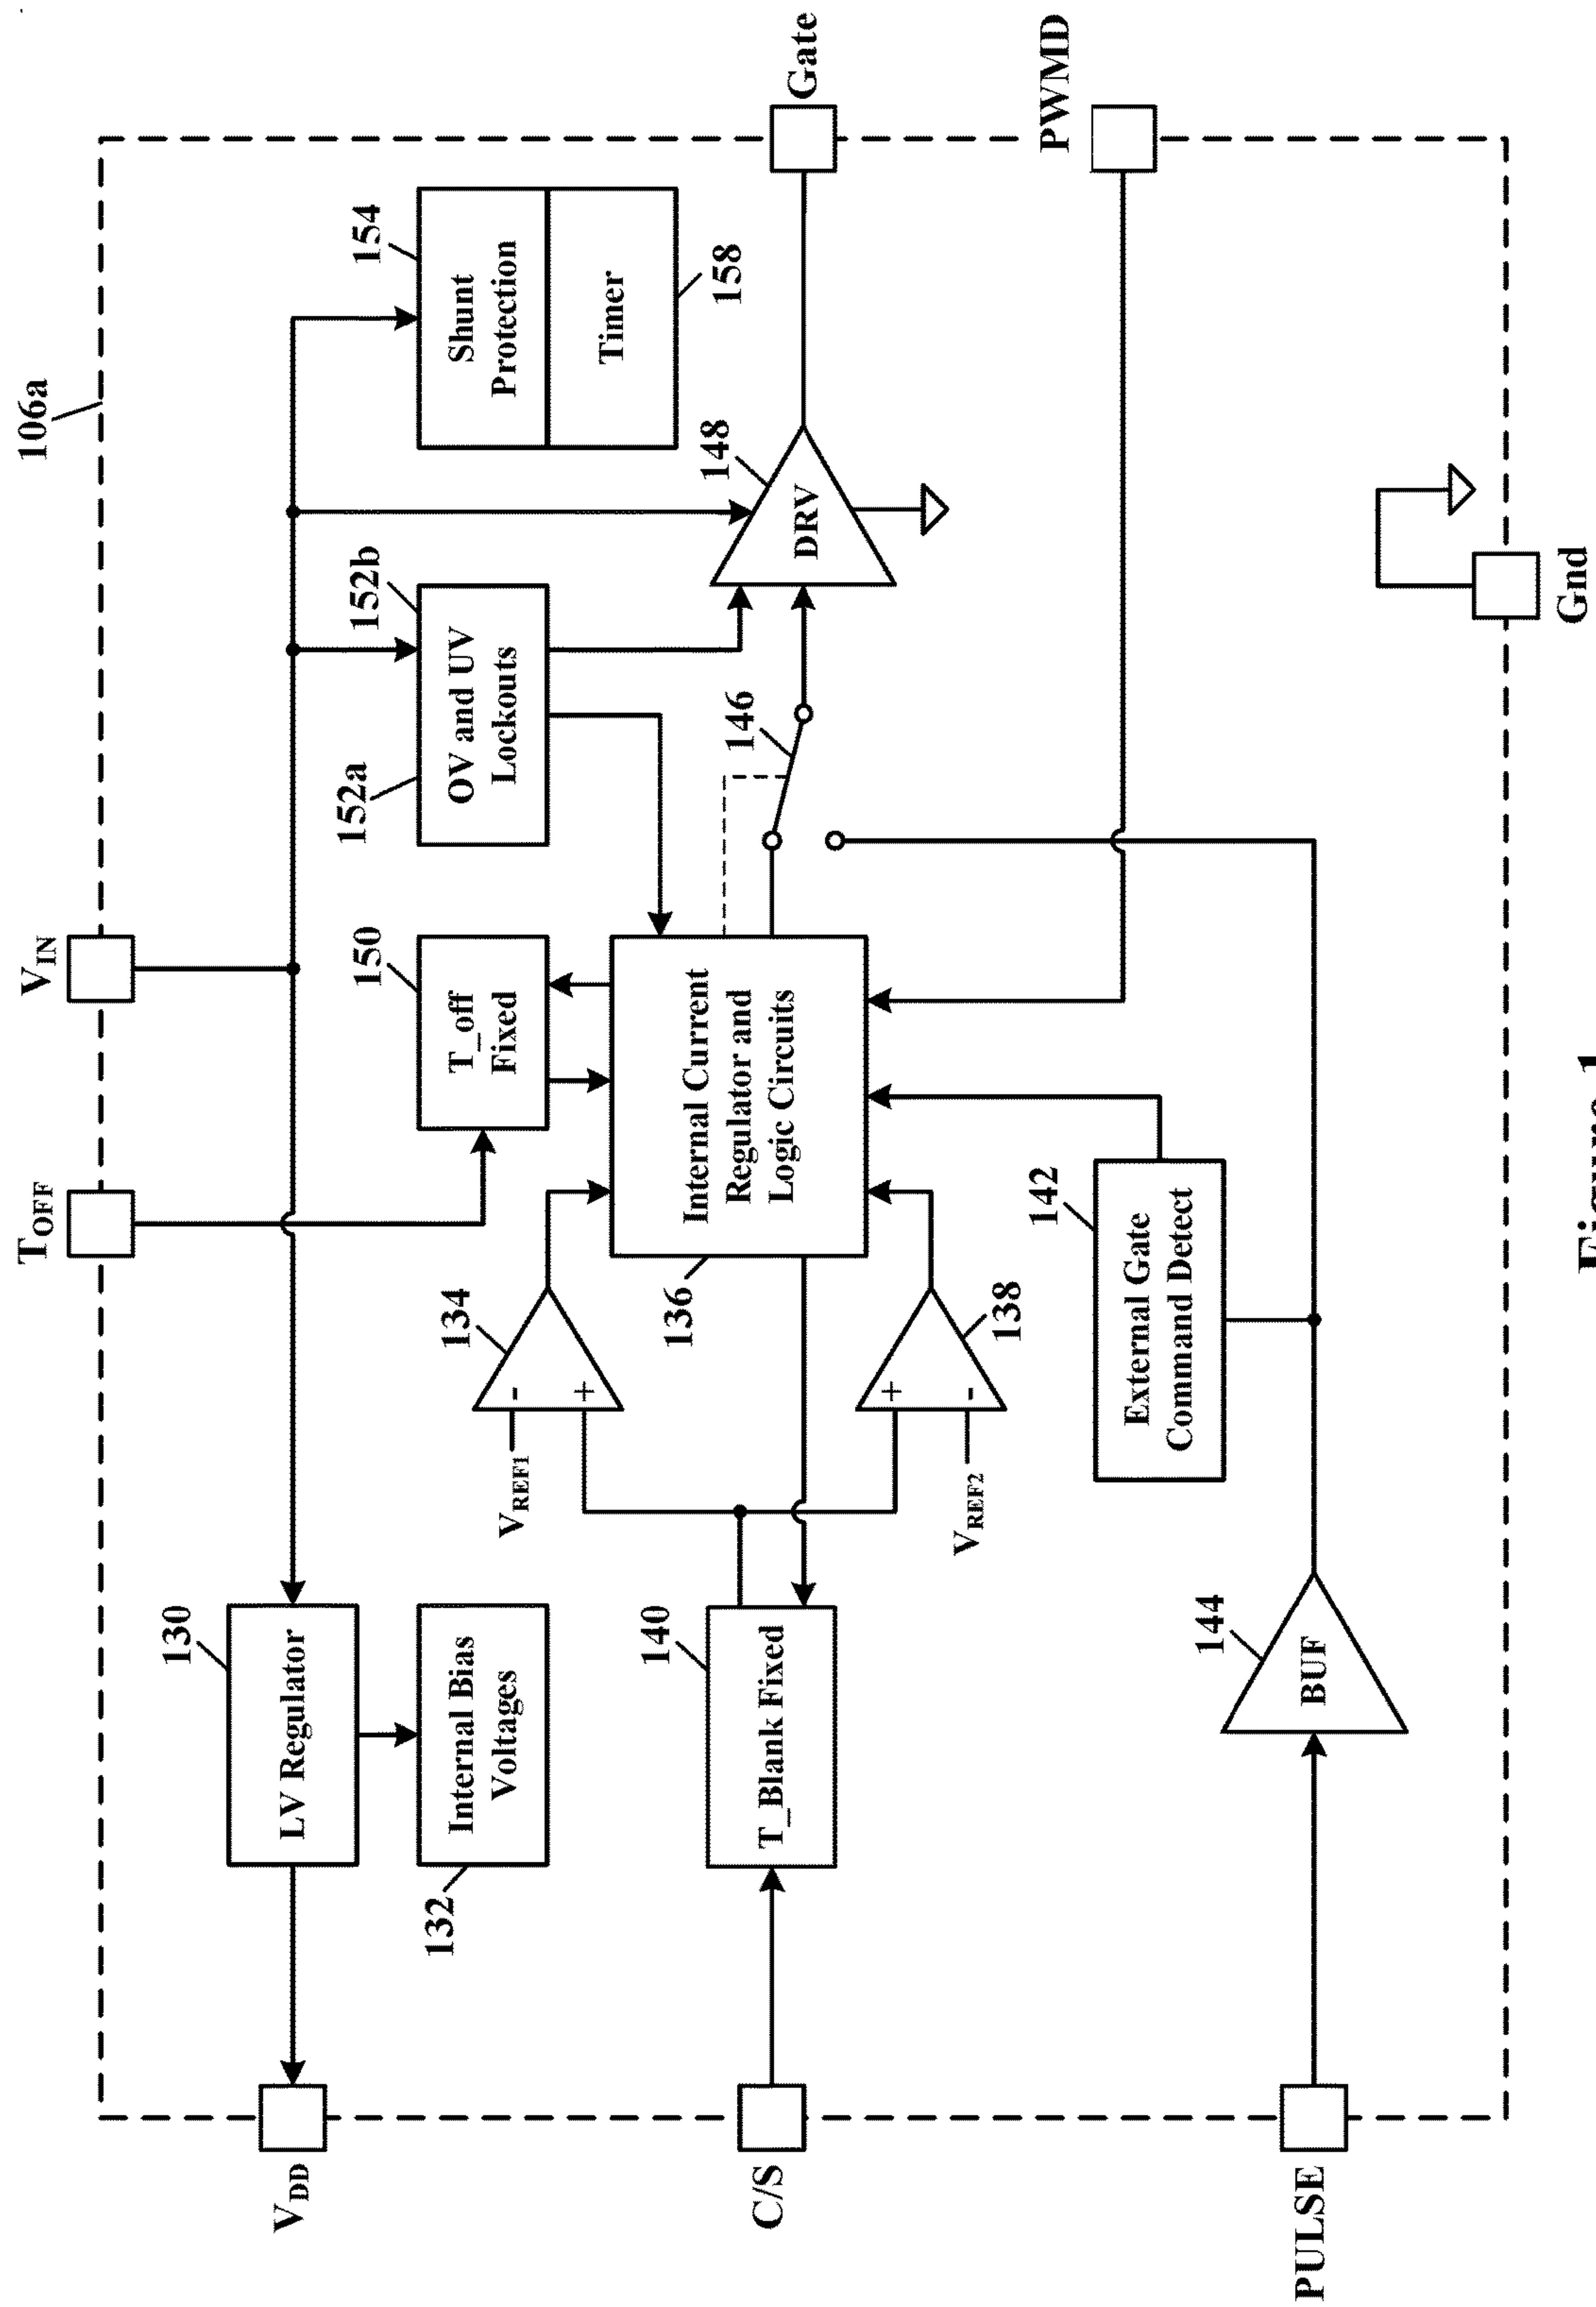 106a
TOFF
VIN
VDD
130
LV Regulator
132
Internal Bias
Voltages
150
T_off
Fixed
152a
152b
OV and UV
Lockouts
154
Shunt
Protection
Timer
158
VREF1
134
-
+
C/S
140
T_Blank Fixed
136
Internal Current
Regulator and
Logic Circuits
146
148
DRV
Gate
+
-
138
VREF2
142
External Gate
Command Detect
PWMD
PULSE
144
BUF
Gnd
Figure 1